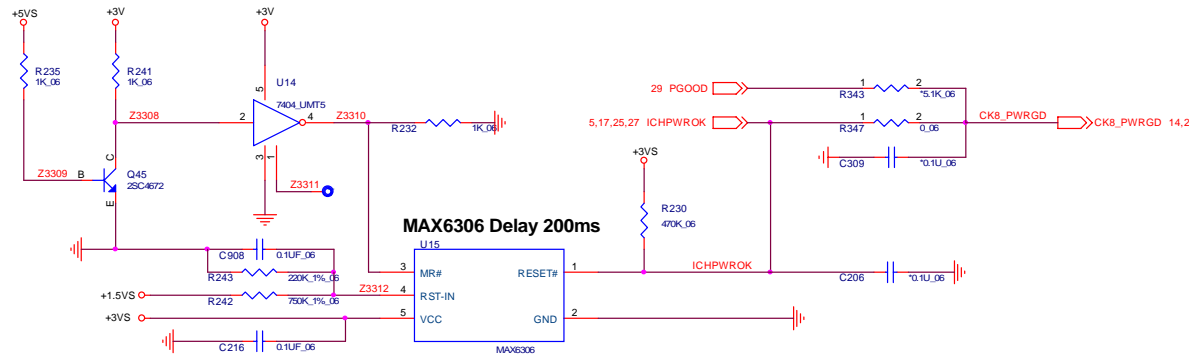 +5VS
+3V
+3V
R235
1K_06
R241
1K_06
U14
7404_UMT5
5
2
4
3
1
Z3308
Z3310
R232
1K_06
Z3311
Z3309
B
C
E
Q45
2SC4672
29 PGOOD
1
2
R343
*5.1K_06
5,17,25,27 ICHPWROK
1
2
R347
0_06
CK8_PWRGD
CK8_PWRGD 14,2
C309
*0.1U_06
+3VS
R230
470K_06
MAX6306 Delay 200ms
U15
C908
0.1UF_06
R243
220K_1%_06
+1.5VS
R242
750K_1%_06
Z3312
+3VS
C216
0.1UF_06
3
MR#
4
RST-IN
5
VCC
RESET#
1
GND
2
MAX6306
ICHPWROK
C206
*0.1U_06